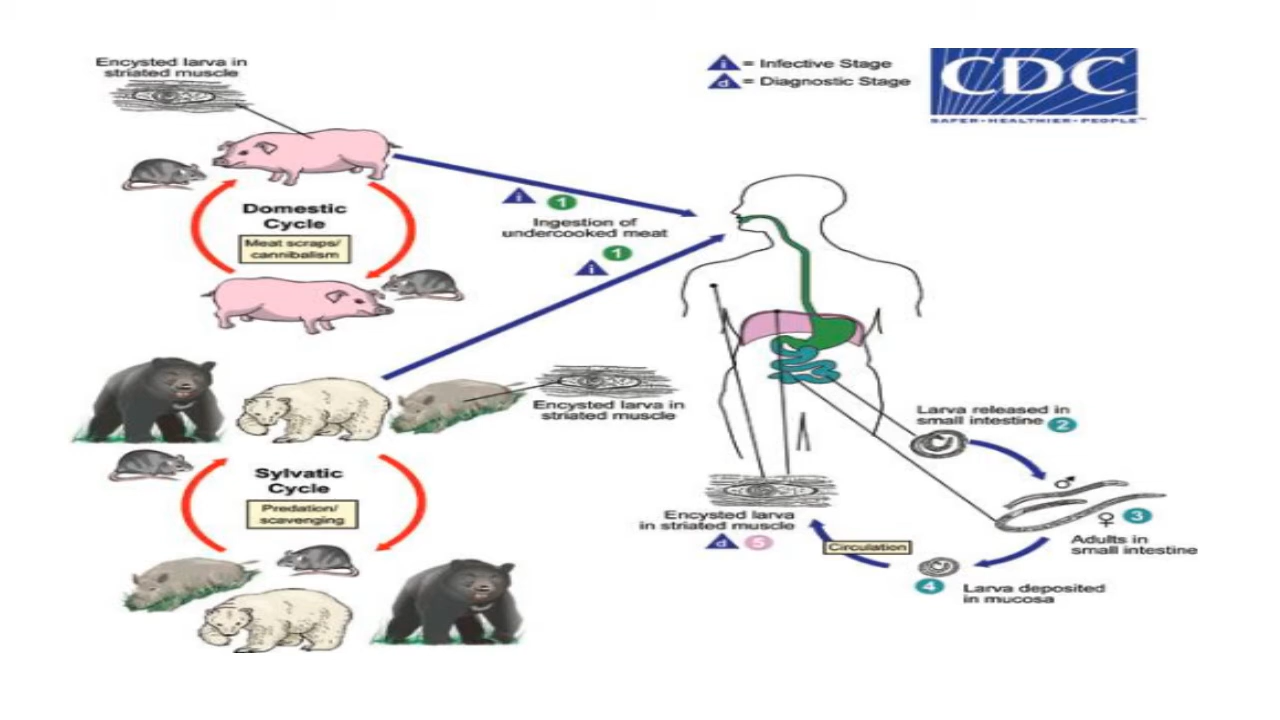 Encysted larva in
striated muscle
i = Infective Stage
d = Diagnostic Stage
CDC
SAFER • HEALTHIER • PEOPLE™
Domestic
Cycle
Meat scraps/
cannibalism
i 1
Ingestion of
undercooked meat
i 1
Encysted larva in
striated muscle
Sylvatic
Cycle
Predation/
scavenging
Larva released in
small intestine 2
♂
♀ 3
Adults in
small intestine
4 Larva deposited
in mucosa
Circulation
Encysted larva
in striated muscle
d 5